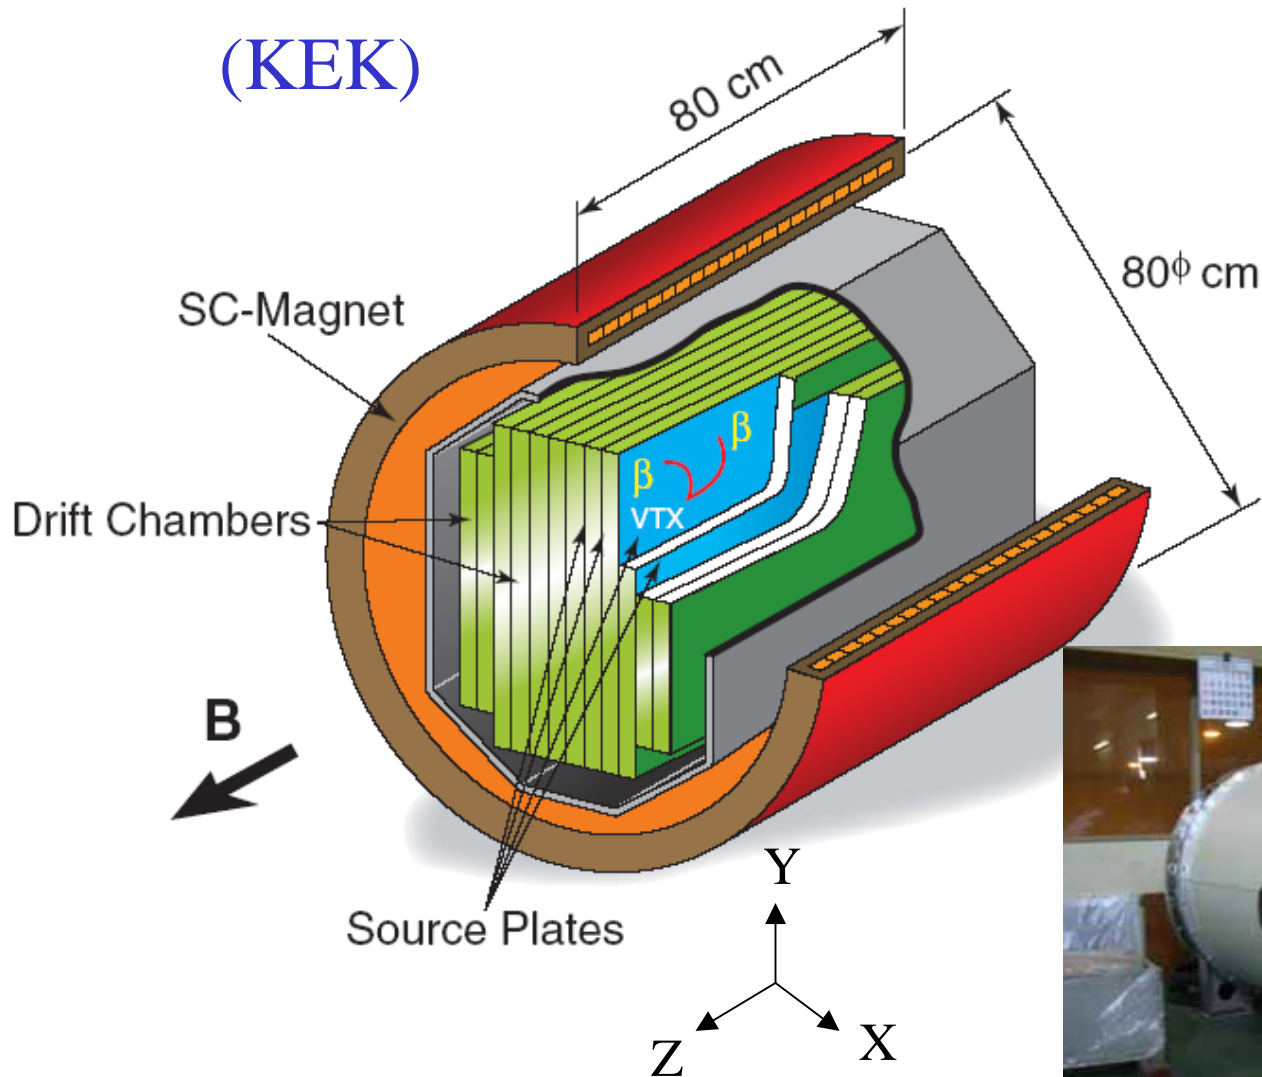 (KEK)
80 cm
80ϕ cm
SC-Magnet
β
β
VTX
Drift Chambers
B
Source Plates
Y
Z
X